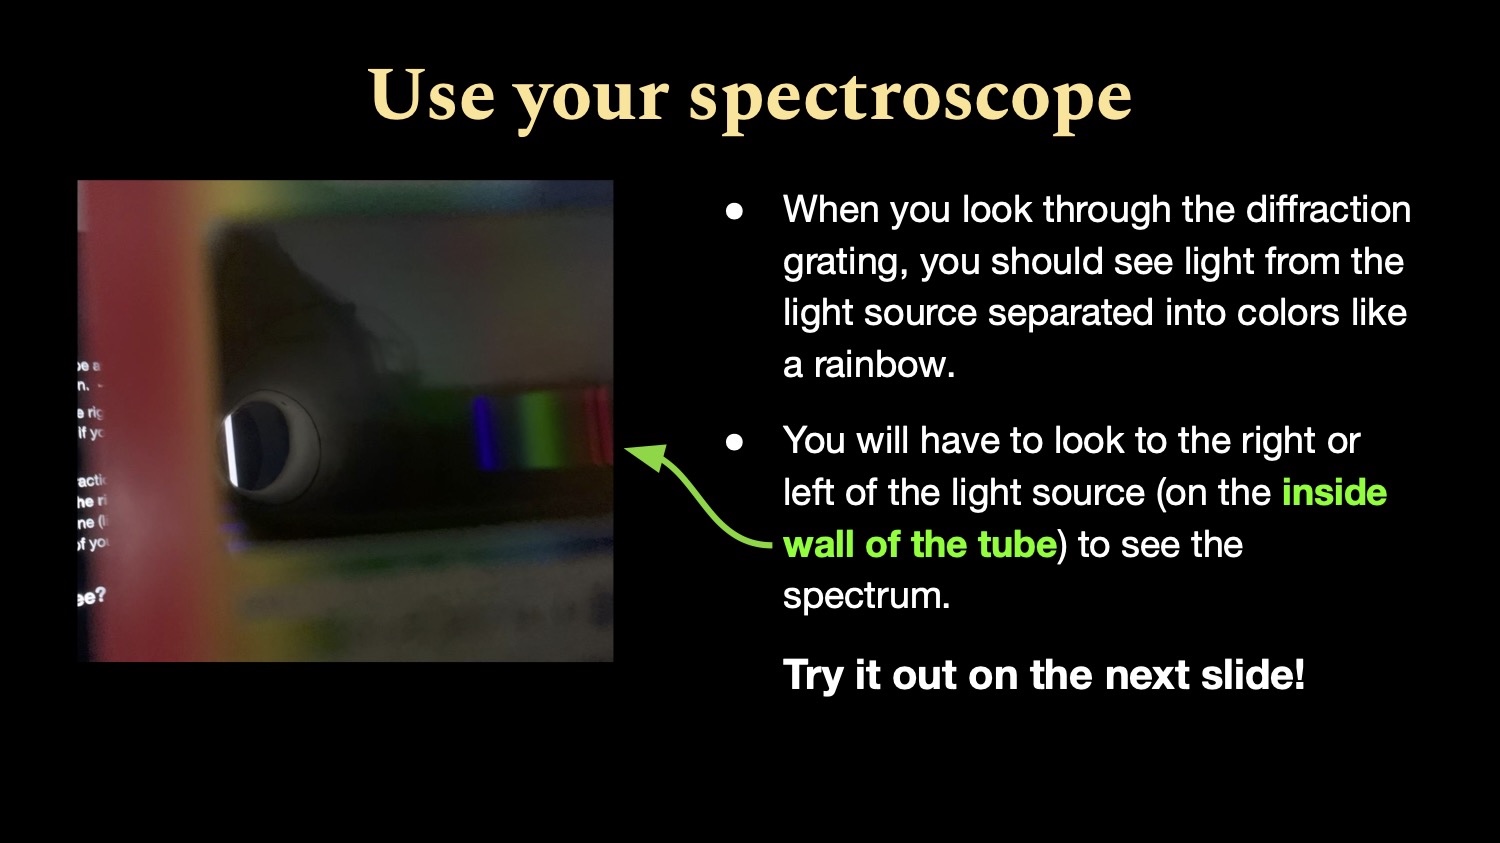 Use your spectroscope
When you look through the diffraction
grating, you should see light from the
light source separated into colors like
a rainbow.
You will have to look to the right or
left of the light source (on the inside
wall of the tube) to see the
spectrum.
Try it out on the next slide!